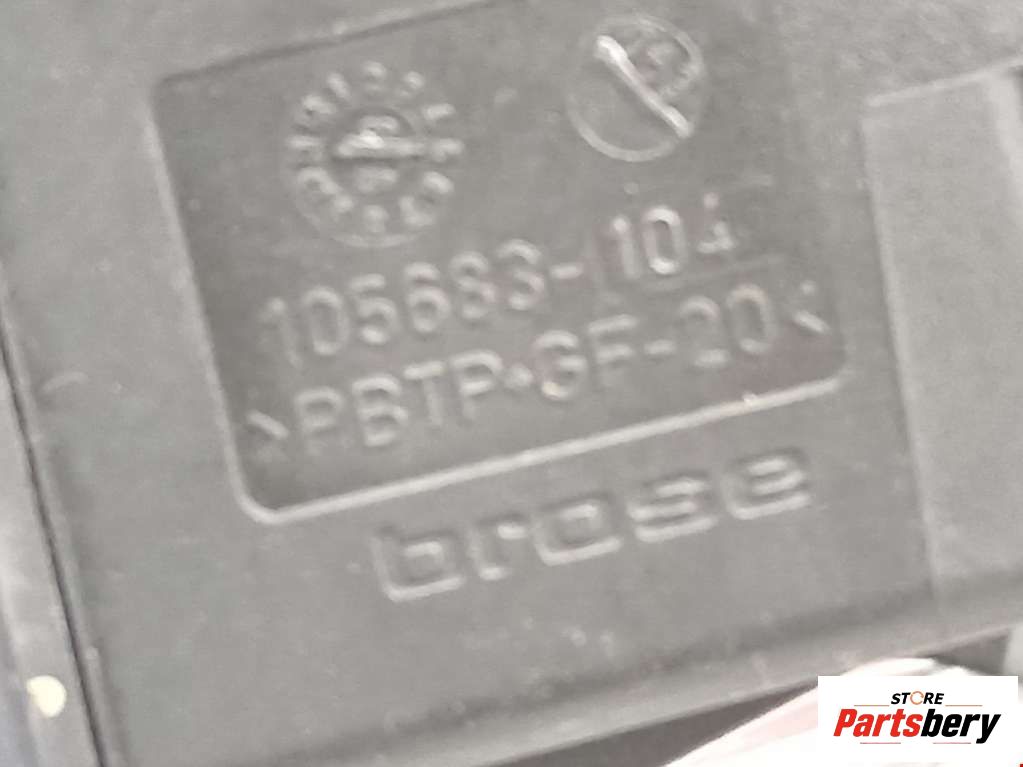 105683-104
>PBTP-GF-20<
brose
STORE
Partsbery